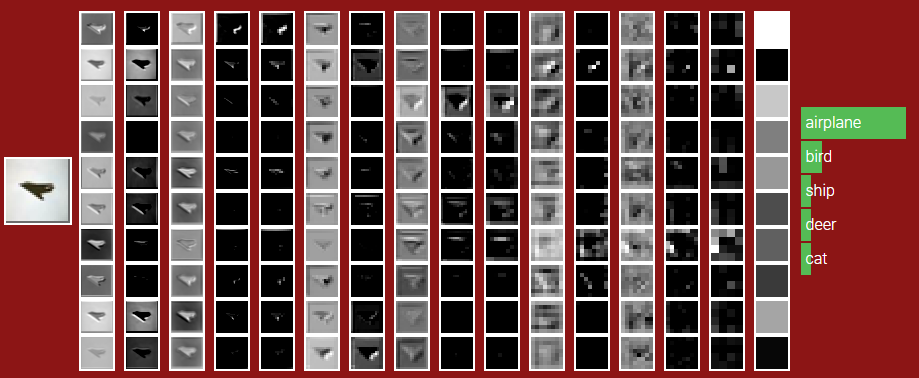 airplane
bird
ship
deer
cat